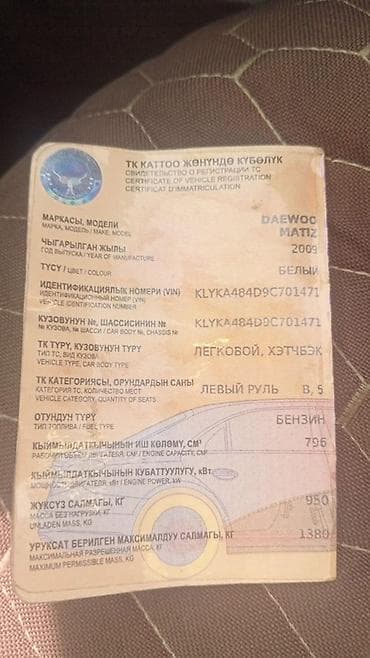 ТК КАТТОО ЖӨНҮНДӨ КҮБӨЛҮК
СВИДЕТЕЛЬСТВО О РЕГИСТРАЦИИ ТС
CERTIFICATE OF VEHICLE REGISTRATION
CERTIFICAT D'IMMATRICULATION
МАРКАСЫ, МОДЕЛИ DAEWOO
МАРКА, МОДЕЛЬ / MAKE, MODEL MATIZ
ЧЫГАРЫЛГАН ЖЫЛЫ 2009
ГОД ВЫПУСКА / YEAR OF MANUFACTURE
ТҮСҮ / ЦВЕТ / COLOUR БЕЛЫЙ
ИДЕНТИФИКАЦИЯЛЫК НОМЕРИ (VIN) KLYKA484D9C701471
ИДЕНТИФИКАЦИОННЫЙ НОМЕР (VIN)
VEHICLE IDENTIFICATION NUMBER
КУЗОВУНУН №, ШАССИСИНИН № KLYKA484D9C701471
№ КУЗОВА, № ШАССИ / CAR BODY №, CHASSIS №
ТК ТҮРҮ, КУЗОВУНУН ТҮРҮ ЛЕГКОВОЙ, ХЭТЧБЭК
ТИП ТС, ВИД КУЗОВА
VEHICLE TYPE, CAR BODY TYPE
ТК КАТЕГОРИЯСЫ, ОРУНДАРДЫН САНЫ ЛЕВЫЙ РУЛЬ B, 5
КАТЕГОРИЯ ТС, КОЛИЧЕСТВО МЕСТ
VEHICLE CATEGORY, QUANTITY OF SEATS
ОТУНДУН ТҮРҮ БЕНЗИН
ТИП ТОПЛИВА / FUEL TYPE
КЫЙМЫЛДАТКЫЧЫНЫН ИШ КӨЛӨМҮ, СМ³ 796
РАБОЧИЙ ОБЪЕМ ДВИГАТЕЛЯ, СМ³ / ENGINE CAPACITY, СМ³
КЫЙМЫЛДАТКЫЧЫНЫН КУБАТТУУЛУГУ, кВт.
МОЩНОСТЬ ДВИГАТЕЛЯ, кВт / ENGINE POWER, kW
ЖҮКСҮЗ САЛМАГЫ, КГ 950
МАССА БЕЗ НАГРУЗКИ, КГ
UNLADEN MASS, KG
УРУКСАТ БЕРИЛГЕН МАКСИМАЛДУУ САЛМАГЫ, КГ 1380
МАКСИМАЛЬНАЯ РАЗРЕШЕННАЯ МАССА, КГ
MAXIMUM PERMISSIBLE MASS, KG